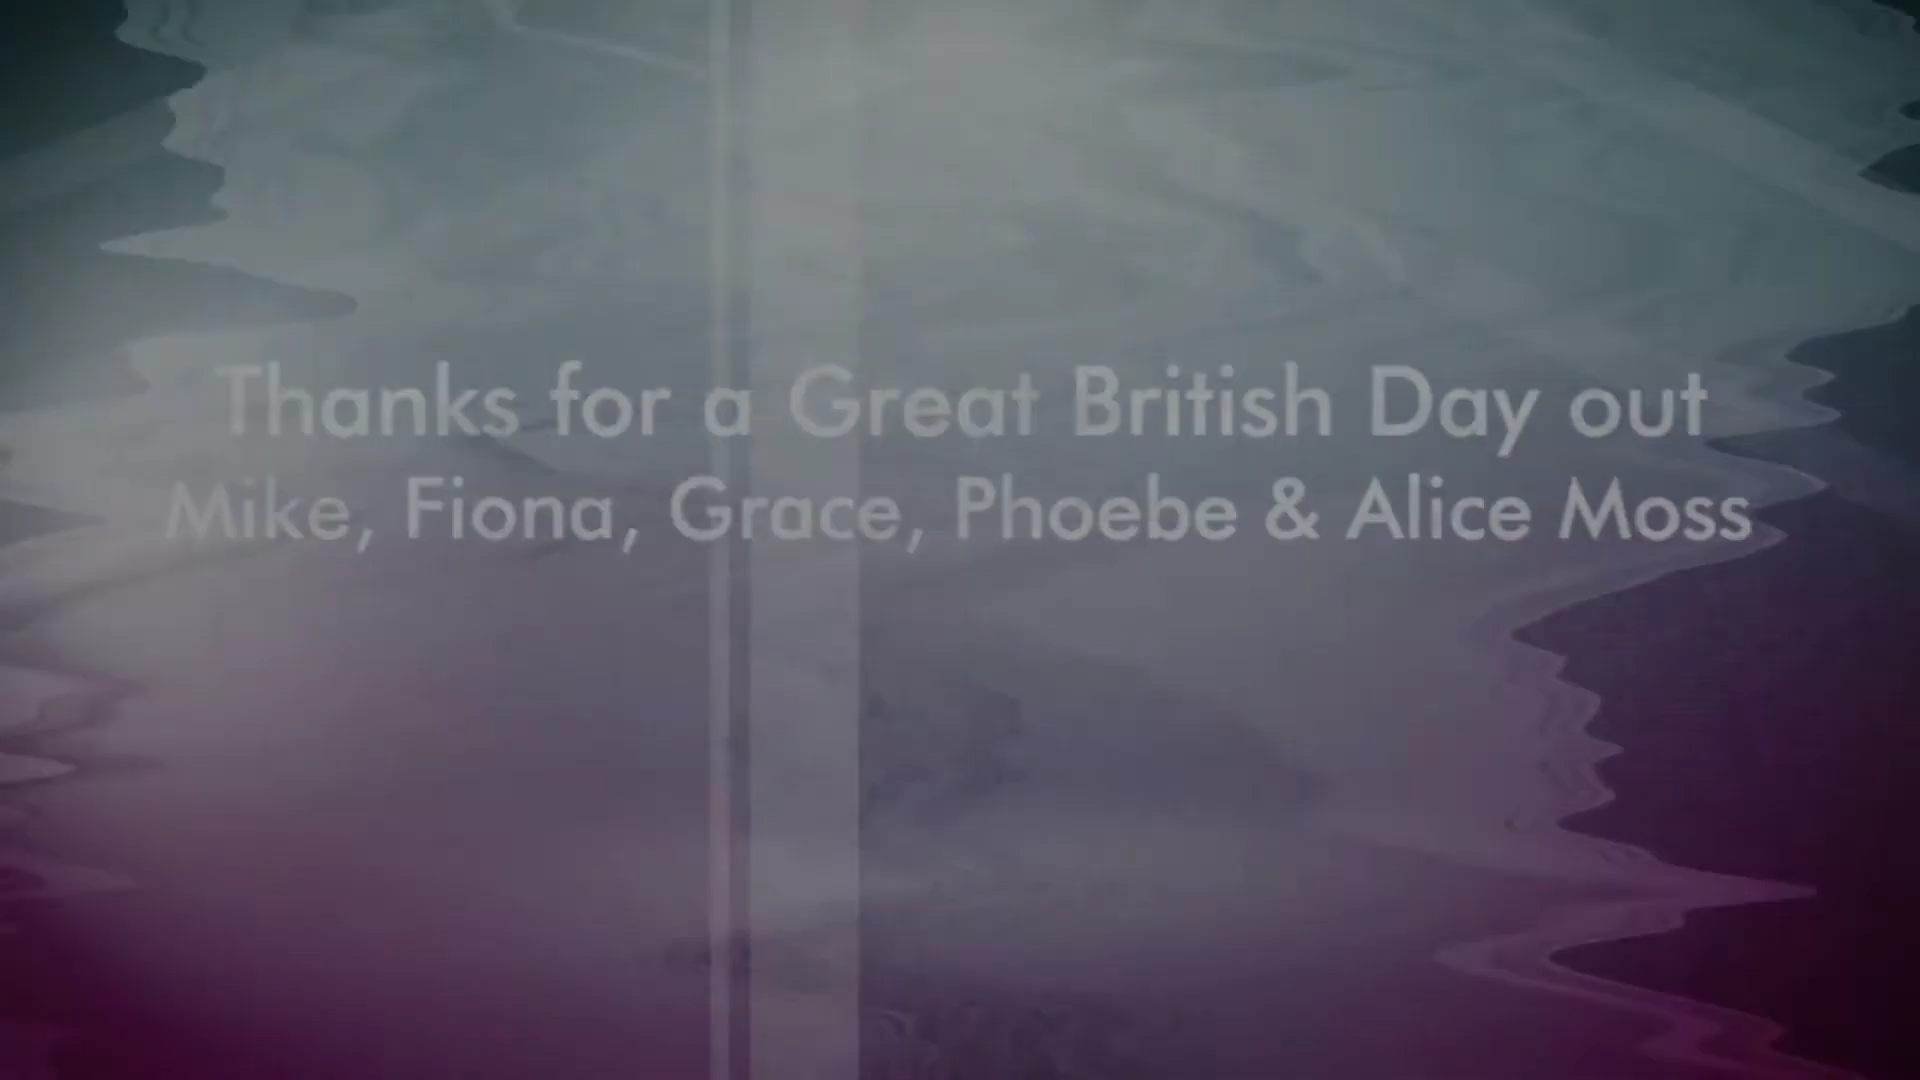 Thanks for a Great British Day out
Mike, Fiona, Grace, Phoebe & Alice Moss